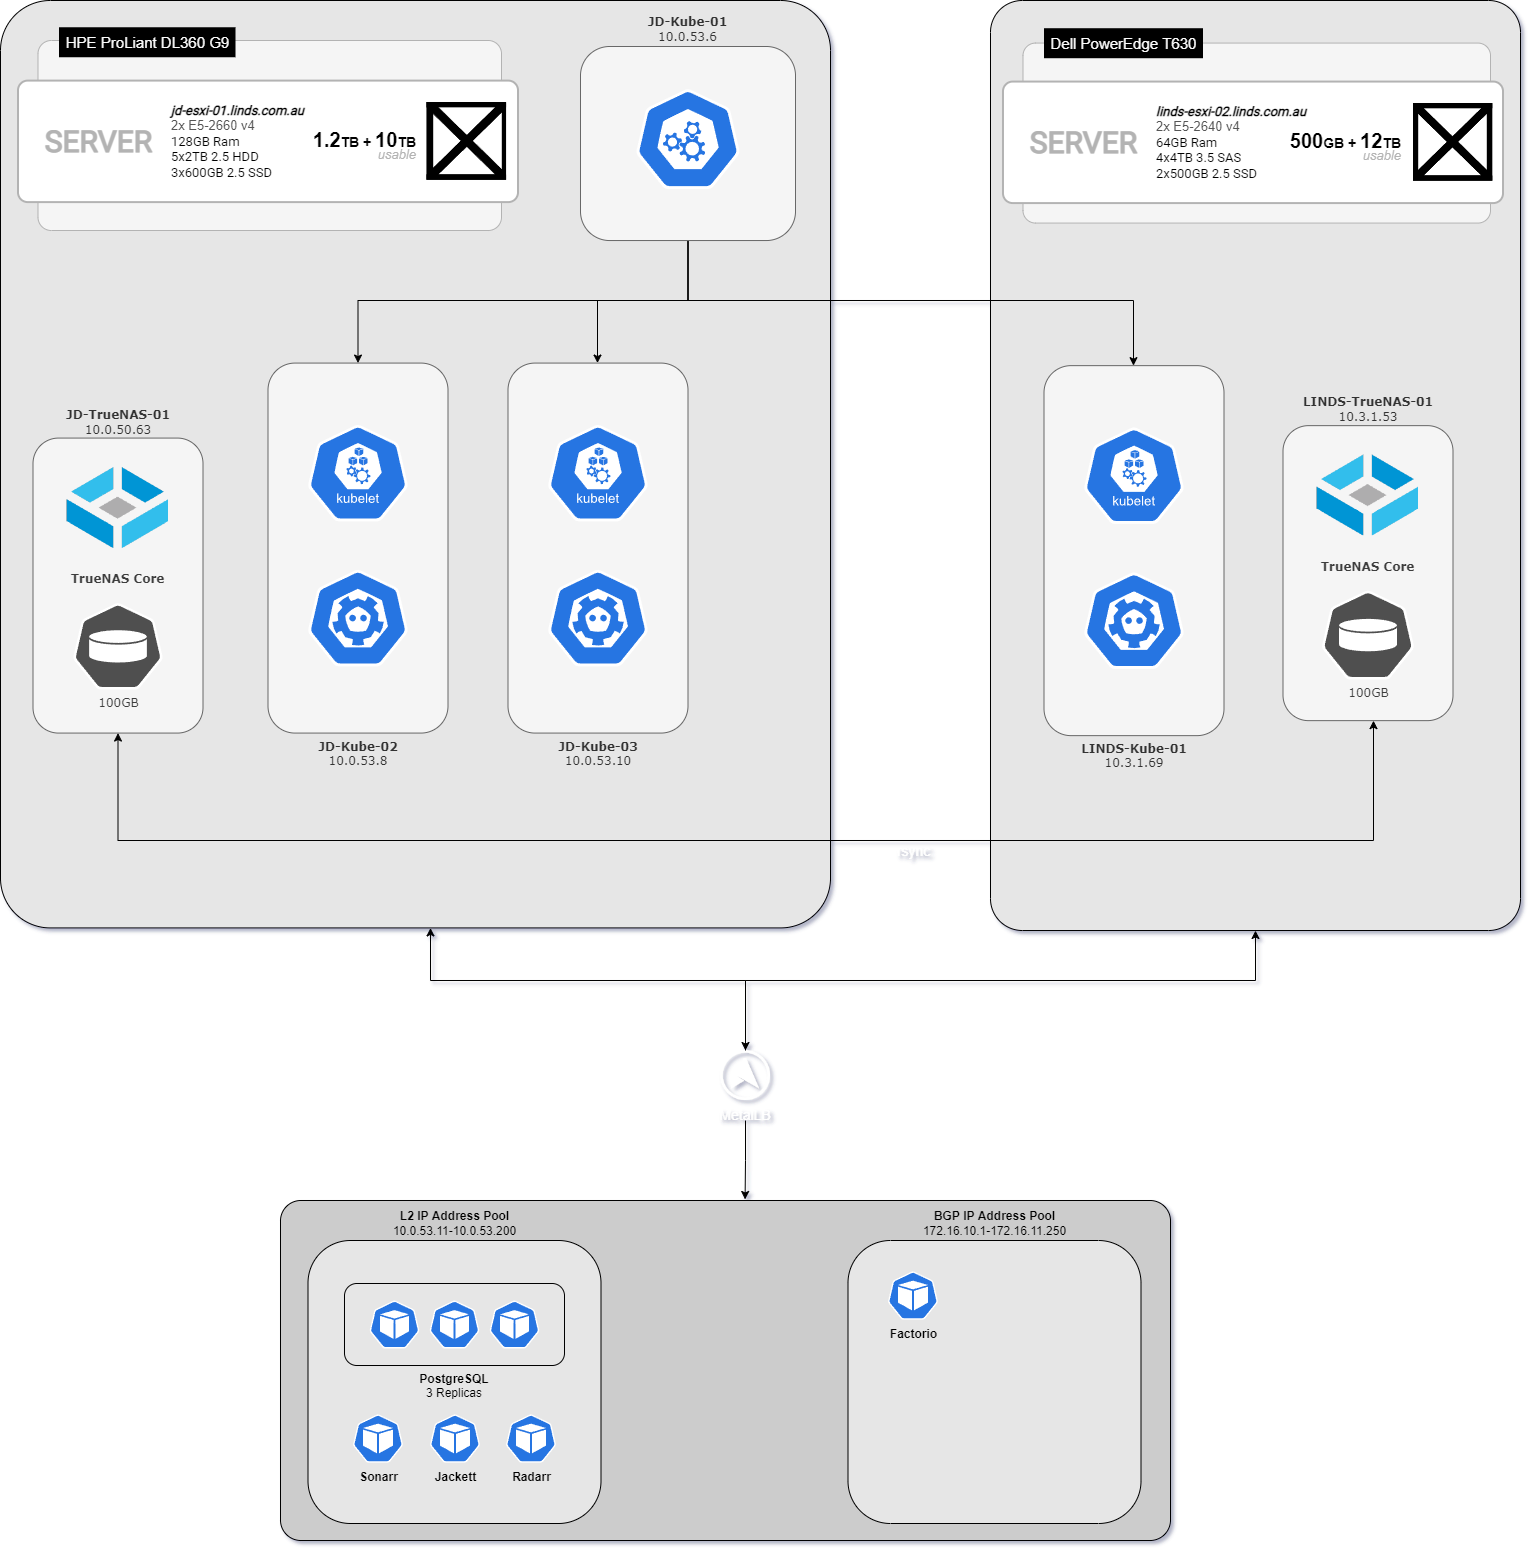 HPE ProLiant DL360 G9
SERVER
jd-esxi-01.linds.com.au
2x E5-2660 v4
128GB Ram
5x2TB 2.5 HDD
3x600GB 2.5 SSD
1.2TB + 10TB
usable
JD-Kube-01
10.0.53.6
Dell PowerEdge T630
SERVER
linds-esxi-02.linds.com.au
2x E5-2640 v4
64GB Ram
4x4TB 3.5 SAS
2x500GB 2.5 SSD
500GB + 12TB
usable
JD-TrueNAS-01
10.0.50.63
TrueNAS Core
100GB
kubelet
JD-Kube-02
10.0.53.8
kubelet
JD-Kube-03
10.0.53.10
kubelet
LINDS-Kube-01
10.3.1.69
LINDS-TrueNAS-01
10.3.1.53
TrueNAS Core
100GB
rsync
MetalLB
L2 IP Address Pool
10.0.53.11-10.0.53.200
PostgreSQL
3 Replicas
Sonarr
Jackett
Radarr
BGP IP Address Pool
172.16.10.1-172.16.11.250
Factorio